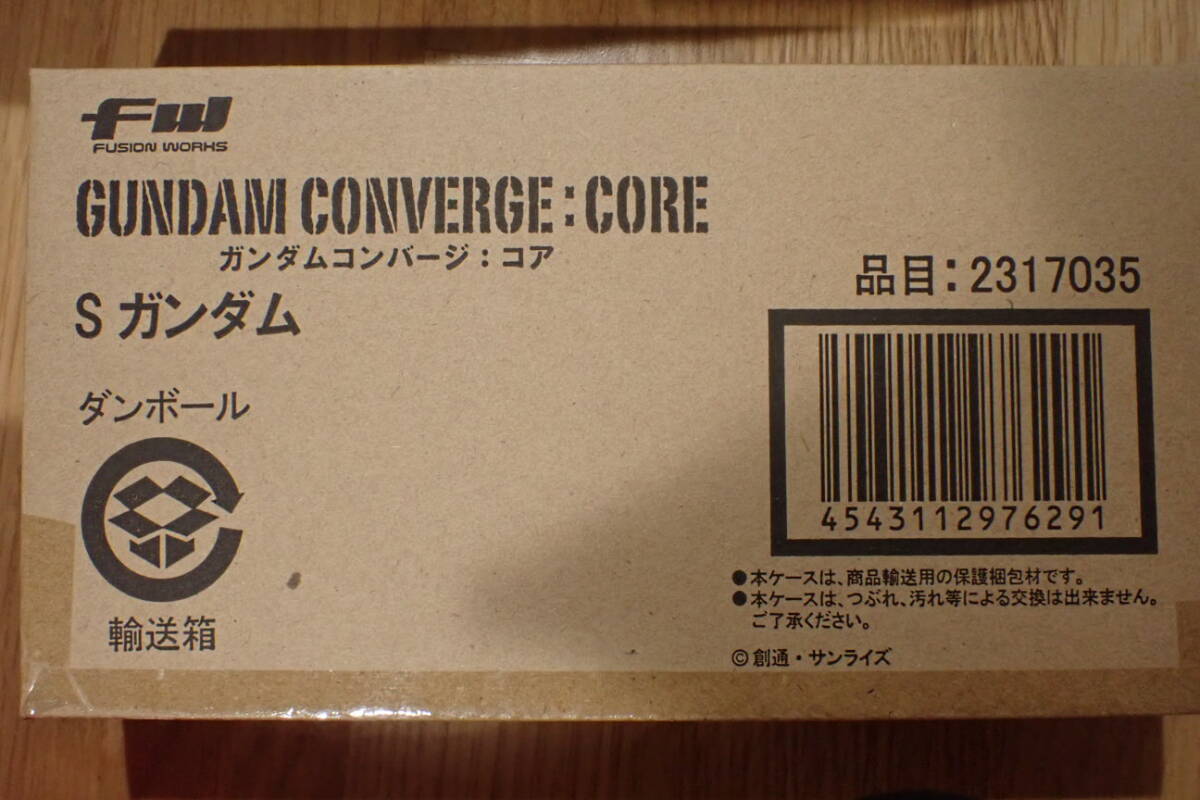 FW
FUSION WORKS
GUNDAM CONVERGE:CORE
ガンダムコンバージ:コア
S ガンダム
ダンボール
輸送箱
品目:2317035
4543112976291
●本ケースは、商品輸送用の保護梱包材です。
●本ケースは、つぶれ、汚れ等による交換は出来ません。
ご了承ください。
©創通・サンライズ